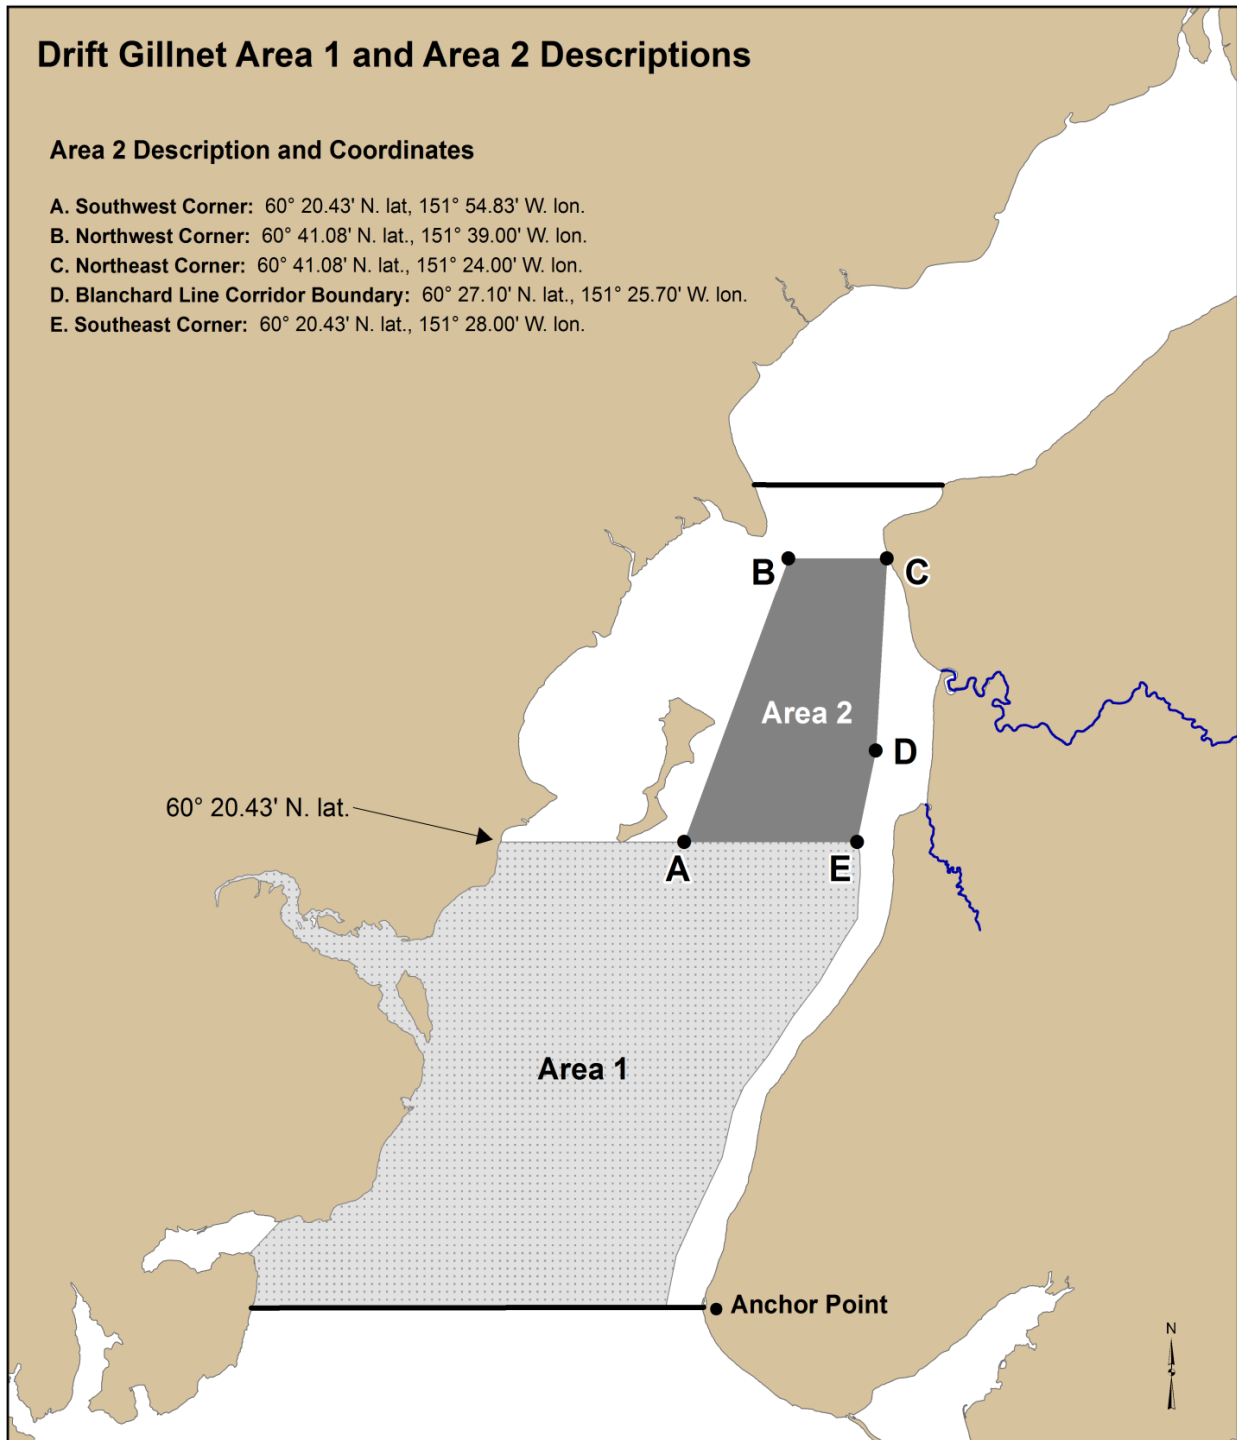 Drift Gillnet Area 1 and Area 2 Descriptions
Area 2 Description and Coordinates
A. Southwest Corner: 60° 20.43' N. lat, 151° 54.83' W. lon.
B. Northwest Corner: 60° 41.08' N. lat., 151° 39.00' W. lon.
C. Northeast Corner: 60° 41.08' N. lat., 151° 24.00' W. lon.
D. Blanchard Line Corridor Boundary: 60° 27.10' N. lat., 151° 25.70' W. lon.
E. Southeast Corner: 60° 20.43' N. lat., 151° 28.00' W. lon.
B
C
Area 2
D
60° 20.43' N. lat.
A
E
Area 1
Anchor Point
N